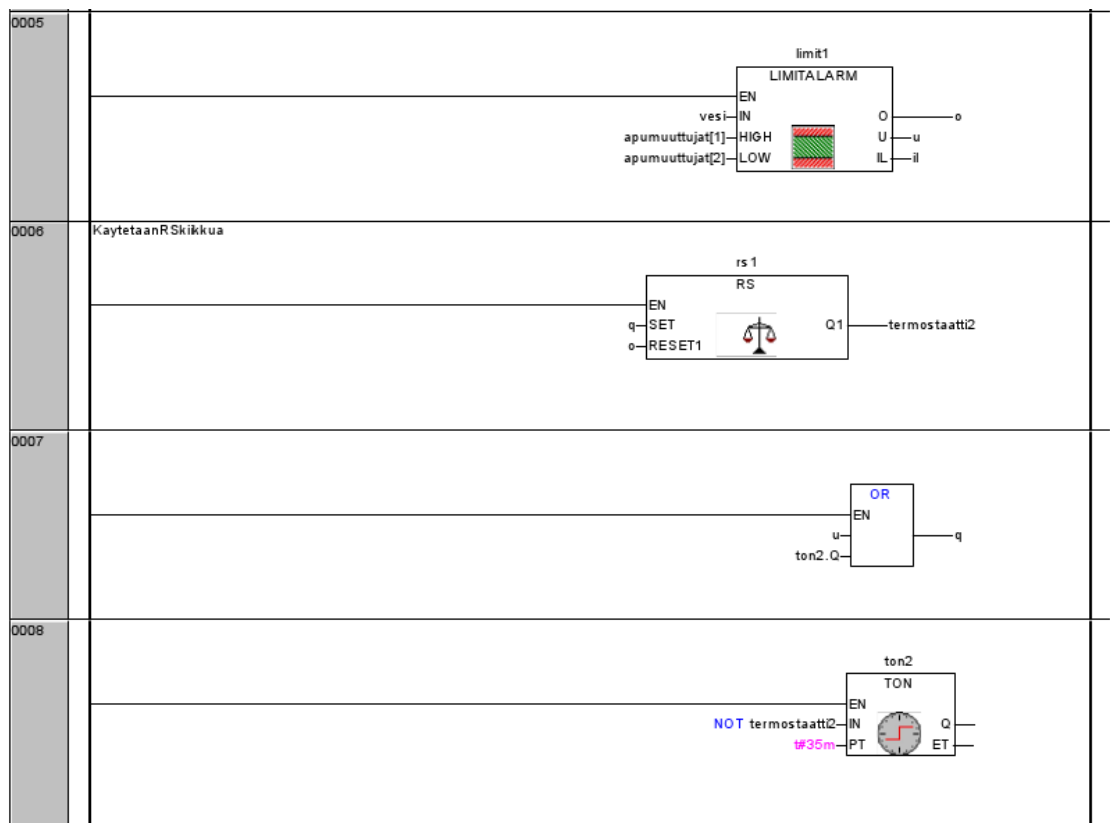 0005
limit1
LIMITALARM
EN
vesi IN O o
apumuuttujat[1] HIGH U u
apumuuttujat[2] LOW IL il
0006 KaytetaanRSkiikkua
rs1
RS
EN
q SET Q1 termostaatti2
o RESET1
0007
OR
EN
u q
ton2.Q
0008
ton2
TON
EN
NOT termostaatti2 IN Q
t#35m PT ET